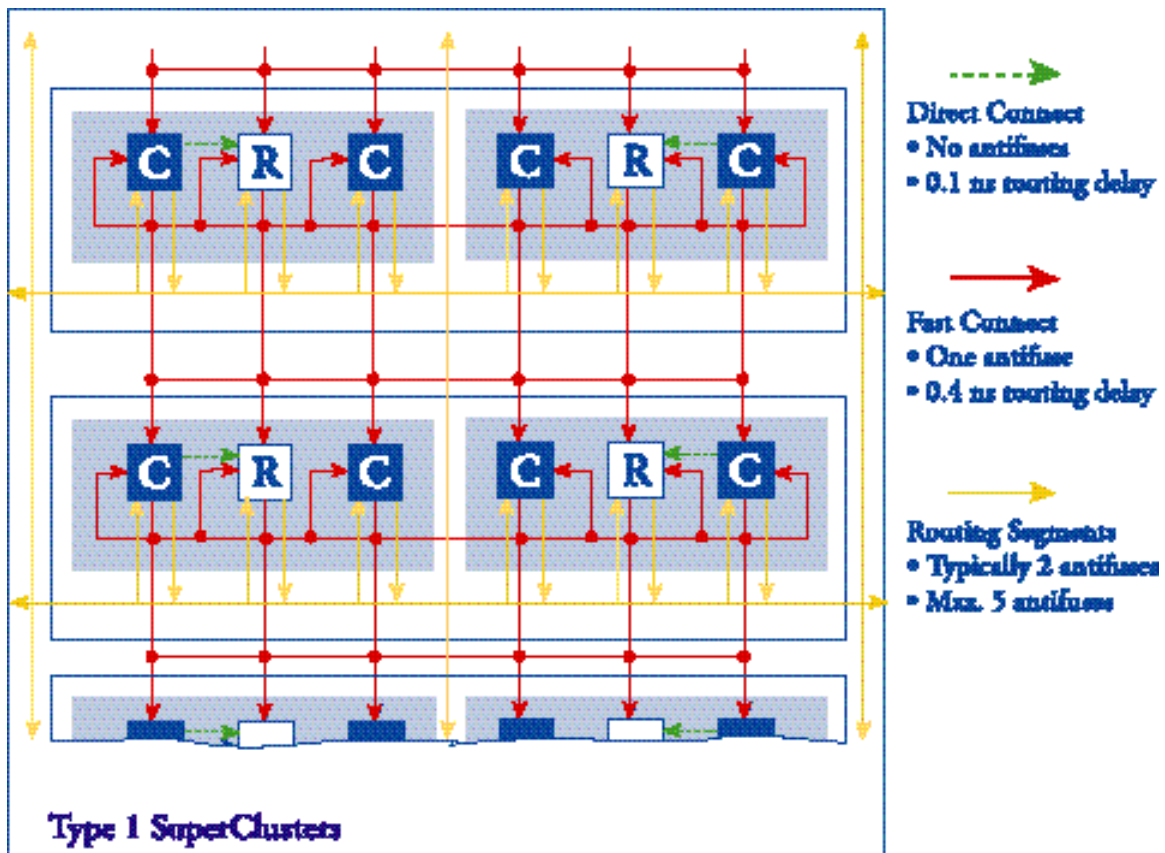 C R C C R C
Direct Connect
• No antifuses
• 0.1 ns routing delay
Fast Connect
• One antifuse
• 0.4 ns routing delay
C R C C R C
Routing Segments
• Typically 2 antifuses
• Max. 5 antifuses
Type 1 SuperClusters